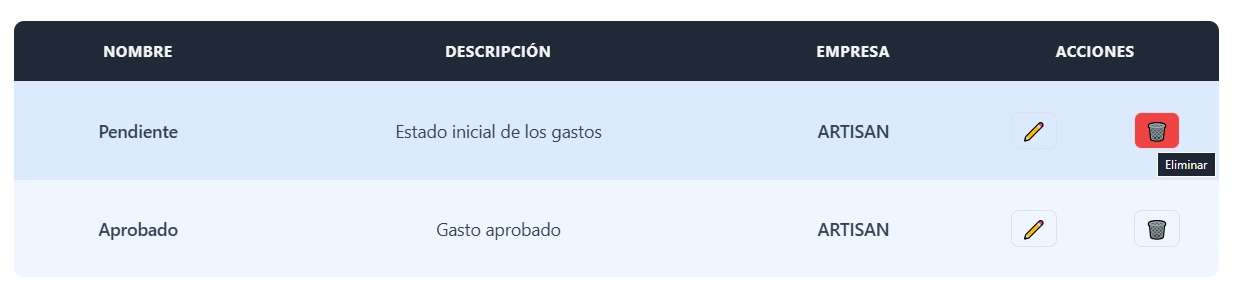 NOMBRE DESCRIPCIÓN EMPRESA ACCIONES
Pendiente Estado inicial de los gastos ARTISAN
Eliminar
Aprobado Gasto aprobado ARTISAN